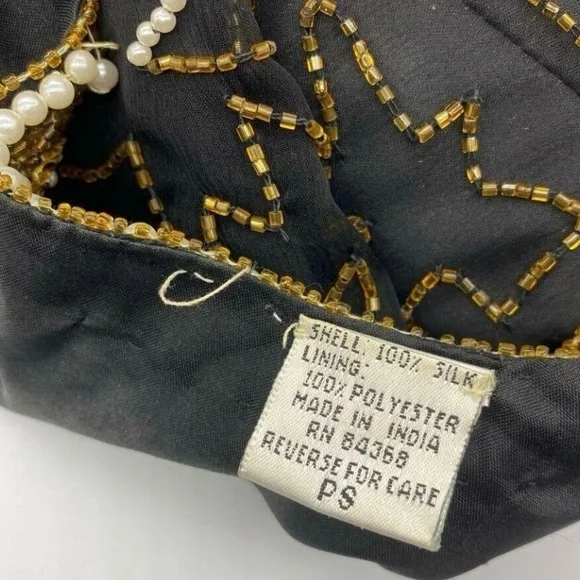 SHELL: 100% SILK
LINING:
100% POLYESTER
MADE IN INDIA
RN 84368
REVERSE FOR CARE
PS